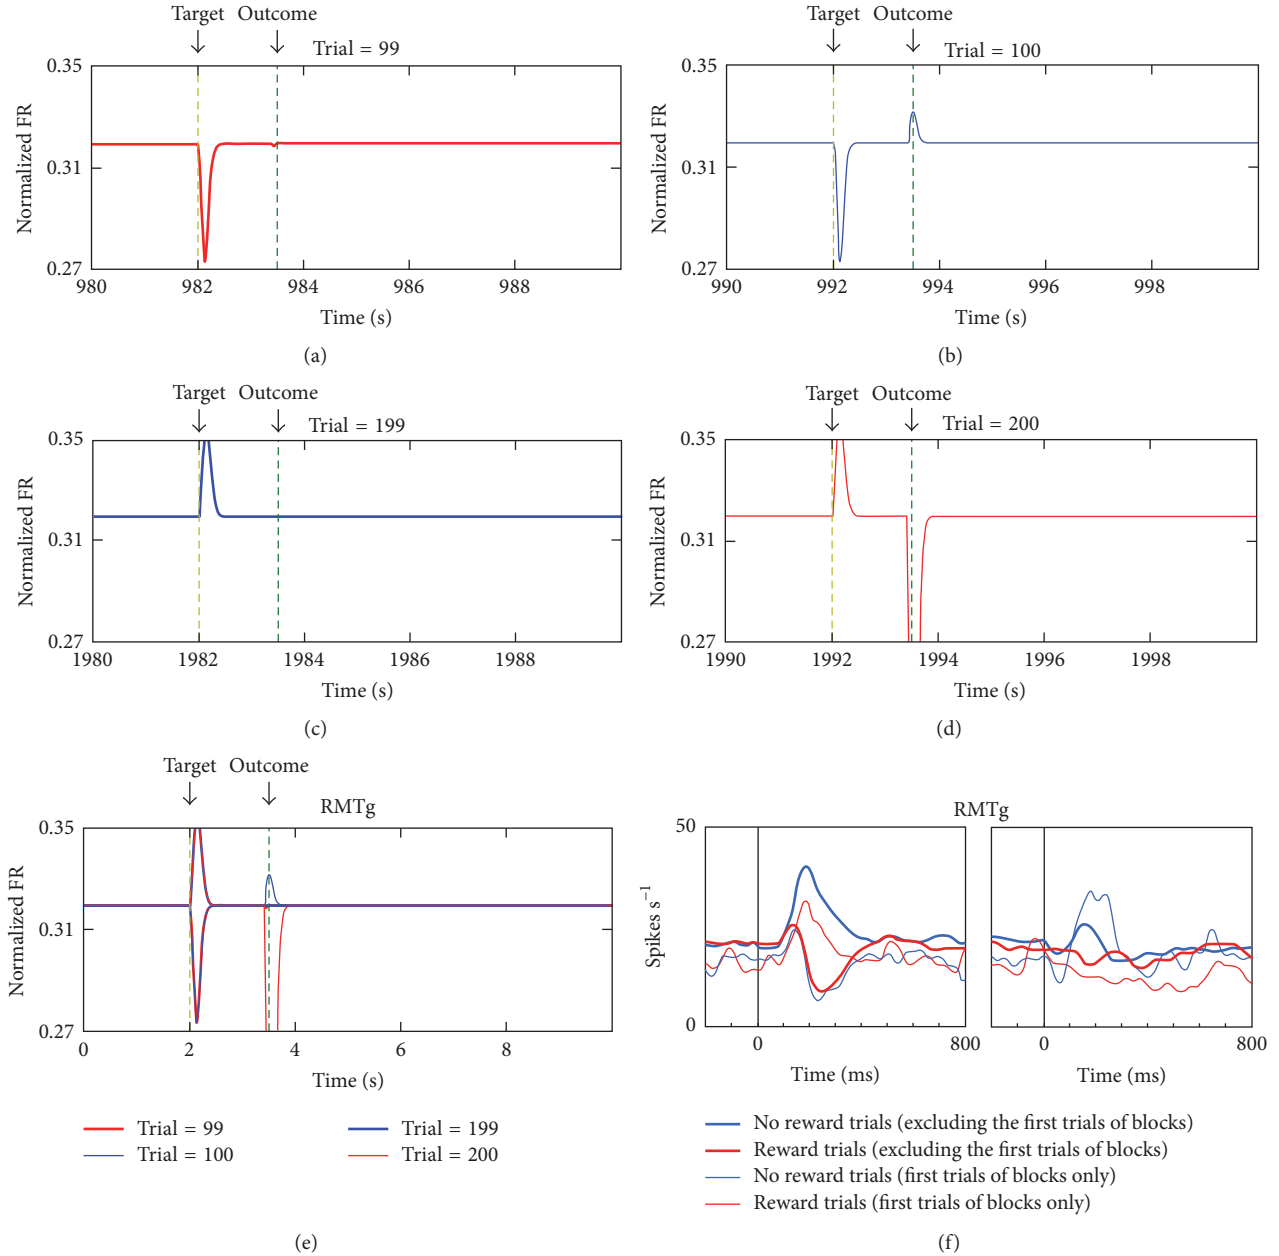 Target Outcome
Trial = 99
0.35
0.31
0.27
Normalized FR
980 982 984 986 988
Time (s)
(a)
Target Outcome
Trial = 100
0.35
0.31
0.27
Normalized FR
990 992 994 996 998
Time (s)
(b)
Target Outcome
Trial = 199
0.35
0.31
0.27
Normalized FR
1980 1982 1984 1986 1988
Time (s)
(c)
Target Outcome
Trial = 200
0.35
0.31
0.27
Normalized FR
1990 1992 1994 1996 1998
Time (s)
(d)
Target Outcome
RMTg
0.35
0.31
0.27
Normalized FR
0 2 4 6 8
Time (s)
Trial = 99
Trial = 100
Trial = 199
Trial = 200
(e)
RMTg
50
0
Spikes s⁻¹
0 800
Time (ms)
0 800
Time (ms)
No reward trials (excluding the first trials of blocks)
Reward trials (excluding the first trials of blocks)
No reward trials (first trials of blocks only)
Reward trials (first trials of blocks only)
(f)